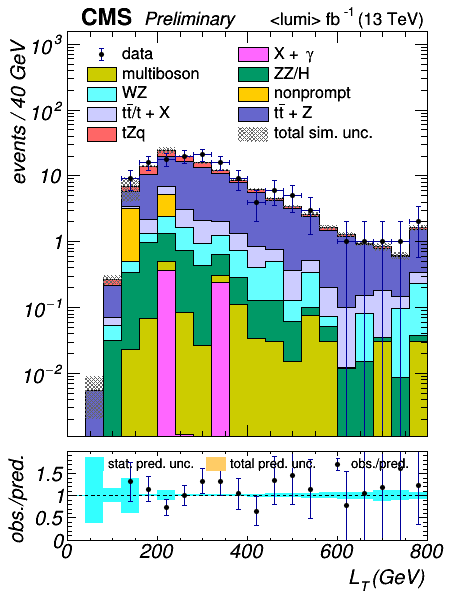 CMS Preliminary <lumi> fb⁻¹ (13 TeV)
events / 40 GeV
10³
10²
10
1
10⁻¹
10⁻²
data
X + γ
multiboson
ZZ/H
WZ
nonprompt
tt̄/t + X
tt̄ + Z
tZq
total sim. unc.
obs./pred.
1.5
1
0.5
0
stat. pred. unc.
total pred. unc.
obs./pred.
0 200 400 600 800
L_T(GeV)